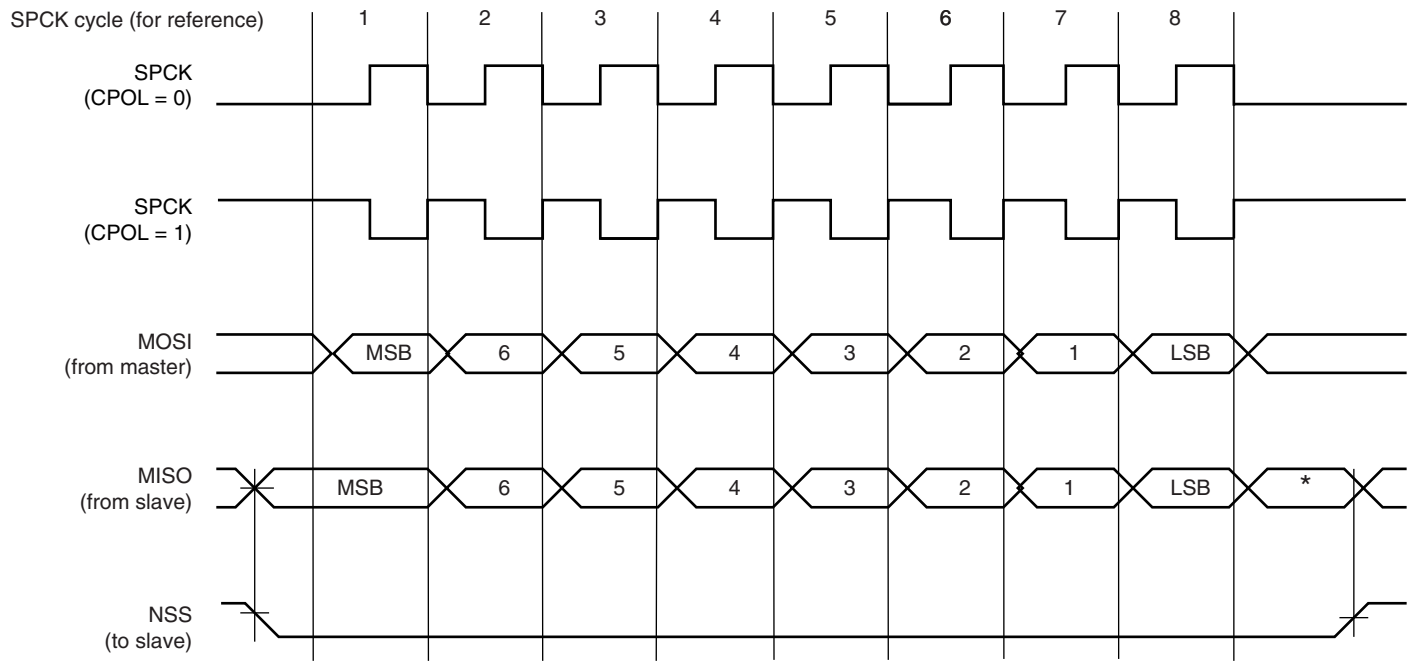 SPCK cycle (for reference) 1 2 3 4 5 6 7 8
SPCK
(CPOL = 0)
SPCK
(CPOL = 1)
MOSI
(from master)
MSB 6 5 4 3 2 1 LSB
MISO
(from slave)
MSB 6 5 4 3 2 1 LSB *
NSS
(to slave)